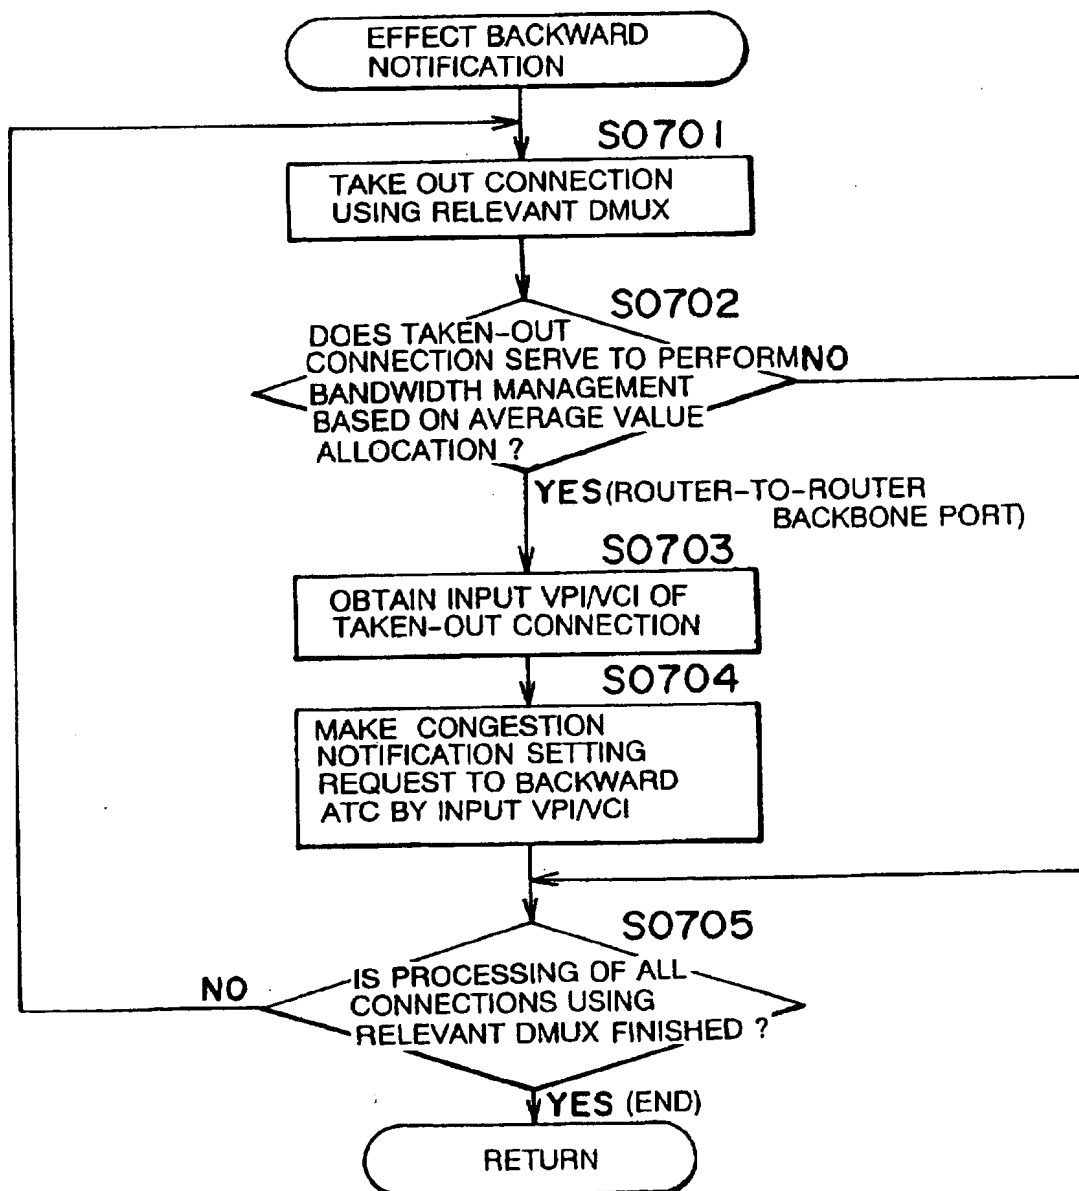 EFFECT BACKWARD
NOTIFICATION
S0701
TAKE OUT CONNECTION
USING RELEVANT DMUX
S0702
DOES TAKEN-OUT
CONNECTION SERVE TO PERFORM NO
BANDWIDTH MANAGEMENT
BASED ON AVERAGE VALUE
ALLOCATION ?
YES (ROUTER-TO-ROUTER
BACKBONE PORT)
S0703
OBTAIN INPUT VPI/VCI OF
TAKEN-OUT CONNECTION
S0704
MAKE CONGESTION
NOTIFICATION SETTING
REQUEST TO BACKWARD
ATC BY INPUT VPI/VCI
S0705
NO
IS PROCESSING OF ALL
CONNECTIONS USING
RELEVANT DMUX FINISHED ?
YES (END)
RETURN